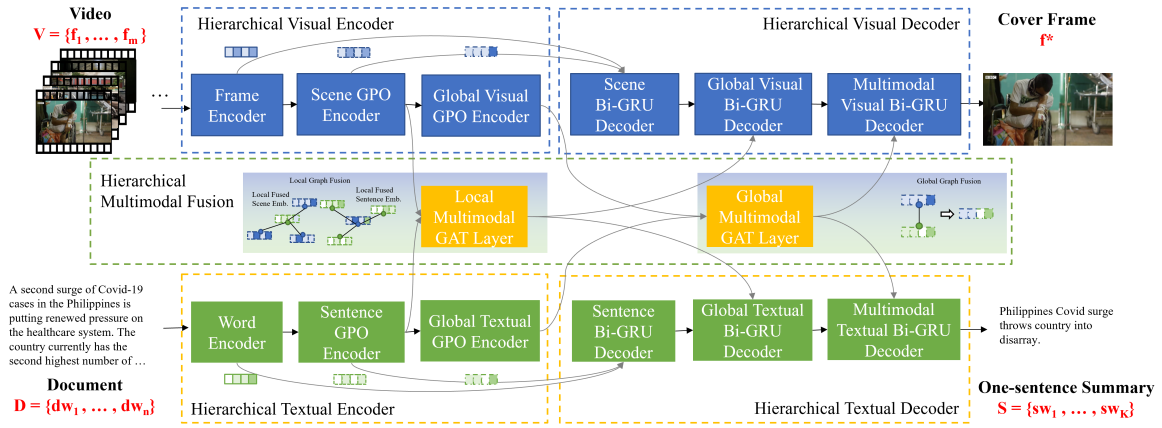 Video
V = {f1 , … , fm}
…
Hierarchical Visual Encoder
Frame
Encoder
Scene GPO
Encoder
Global Visual
GPO Encoder
Hierarchical Visual Decoder
Scene
Bi-GRU
Decoder
Global Visual
Bi-GRU
Decoder
Multimodal
Visual Bi-GRU
Decoder
Cover Frame
f*
Hierarchical
Multimodal Fusion
Local Graph Fusion
Local Fused
Scene Emb.
Local Fused
Sentence Emb.
Local
Multimodal
GAT Layer
Global
Multimodal
GAT Layer
Global Graph Fusion
A second surge of Covid-19
cases in the Philippines is
putting renewed pressure on
the healthcare system. The
country currently has the
second highest number of …
Document
D = {dw1 , … , dwn}
Word
Encoder
Sentence
GPO
Encoder
Global Textual
GPO Encoder
Hierarchical Textual Encoder
Sentence
Bi-GRU
Decoder
Global Textual
Bi-GRU
Decoder
Multimodal
Textual Bi-GRU
Decoder
Hierarchical Textual Decoder
Philippines Covid surge
throws country into
disarray.
One-sentence Summary
S = {sw1 , … , swK}